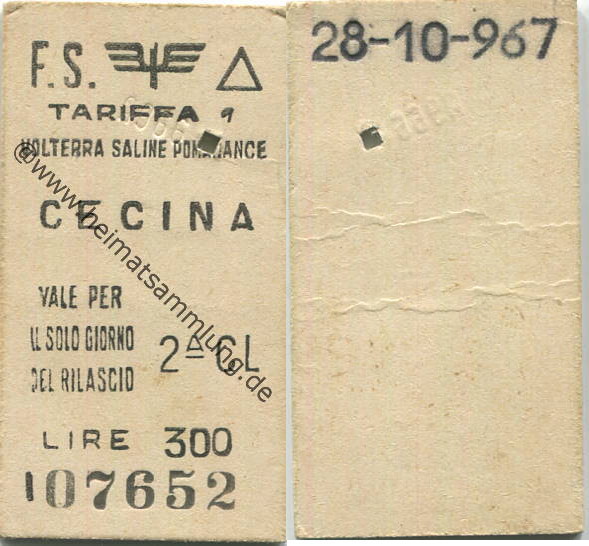 F.S.
TARIFFA 1
VOLTERRA SALINE POMARANCE
CECINA
VALE PER
IL SOLO GIORNO
DEL RILASCIO
2ª CL
LIRE 300
107652
@www.heimatsammlung.de
28-10-967